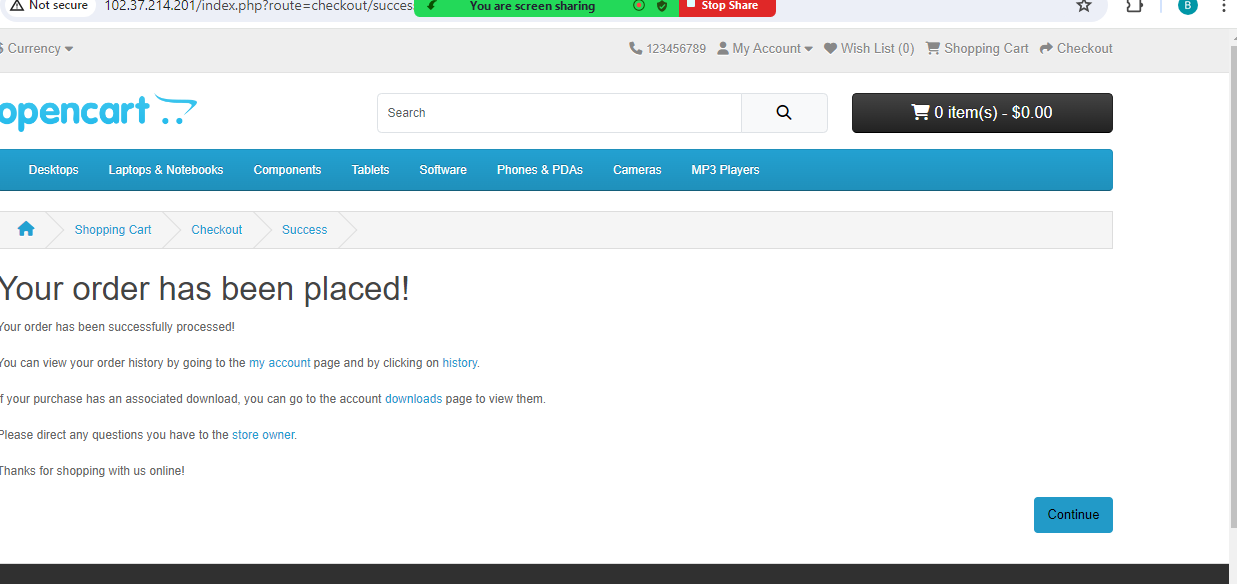 Not secure 102.37.214.201/index.php?route=checkout/succes You are screen sharing Stop Share B
$ Currency 123456789 My Account Wish List (0) Shopping Cart Checkout
opencart Search 0 item(s) - $0.00
Desktops Laptops & Notebooks Components Tablets Software Phones & PDAs Cameras MP3 Players
Shopping Cart Checkout Success
Your order has been placed!
Your order has been successfully processed!
You can view your order history by going to the my account page and by clicking on history.
If your purchase has an associated download, you can go to the account downloads page to view them.
Please direct any questions you have to the store owner.
Thanks for shopping with us online!
Continue